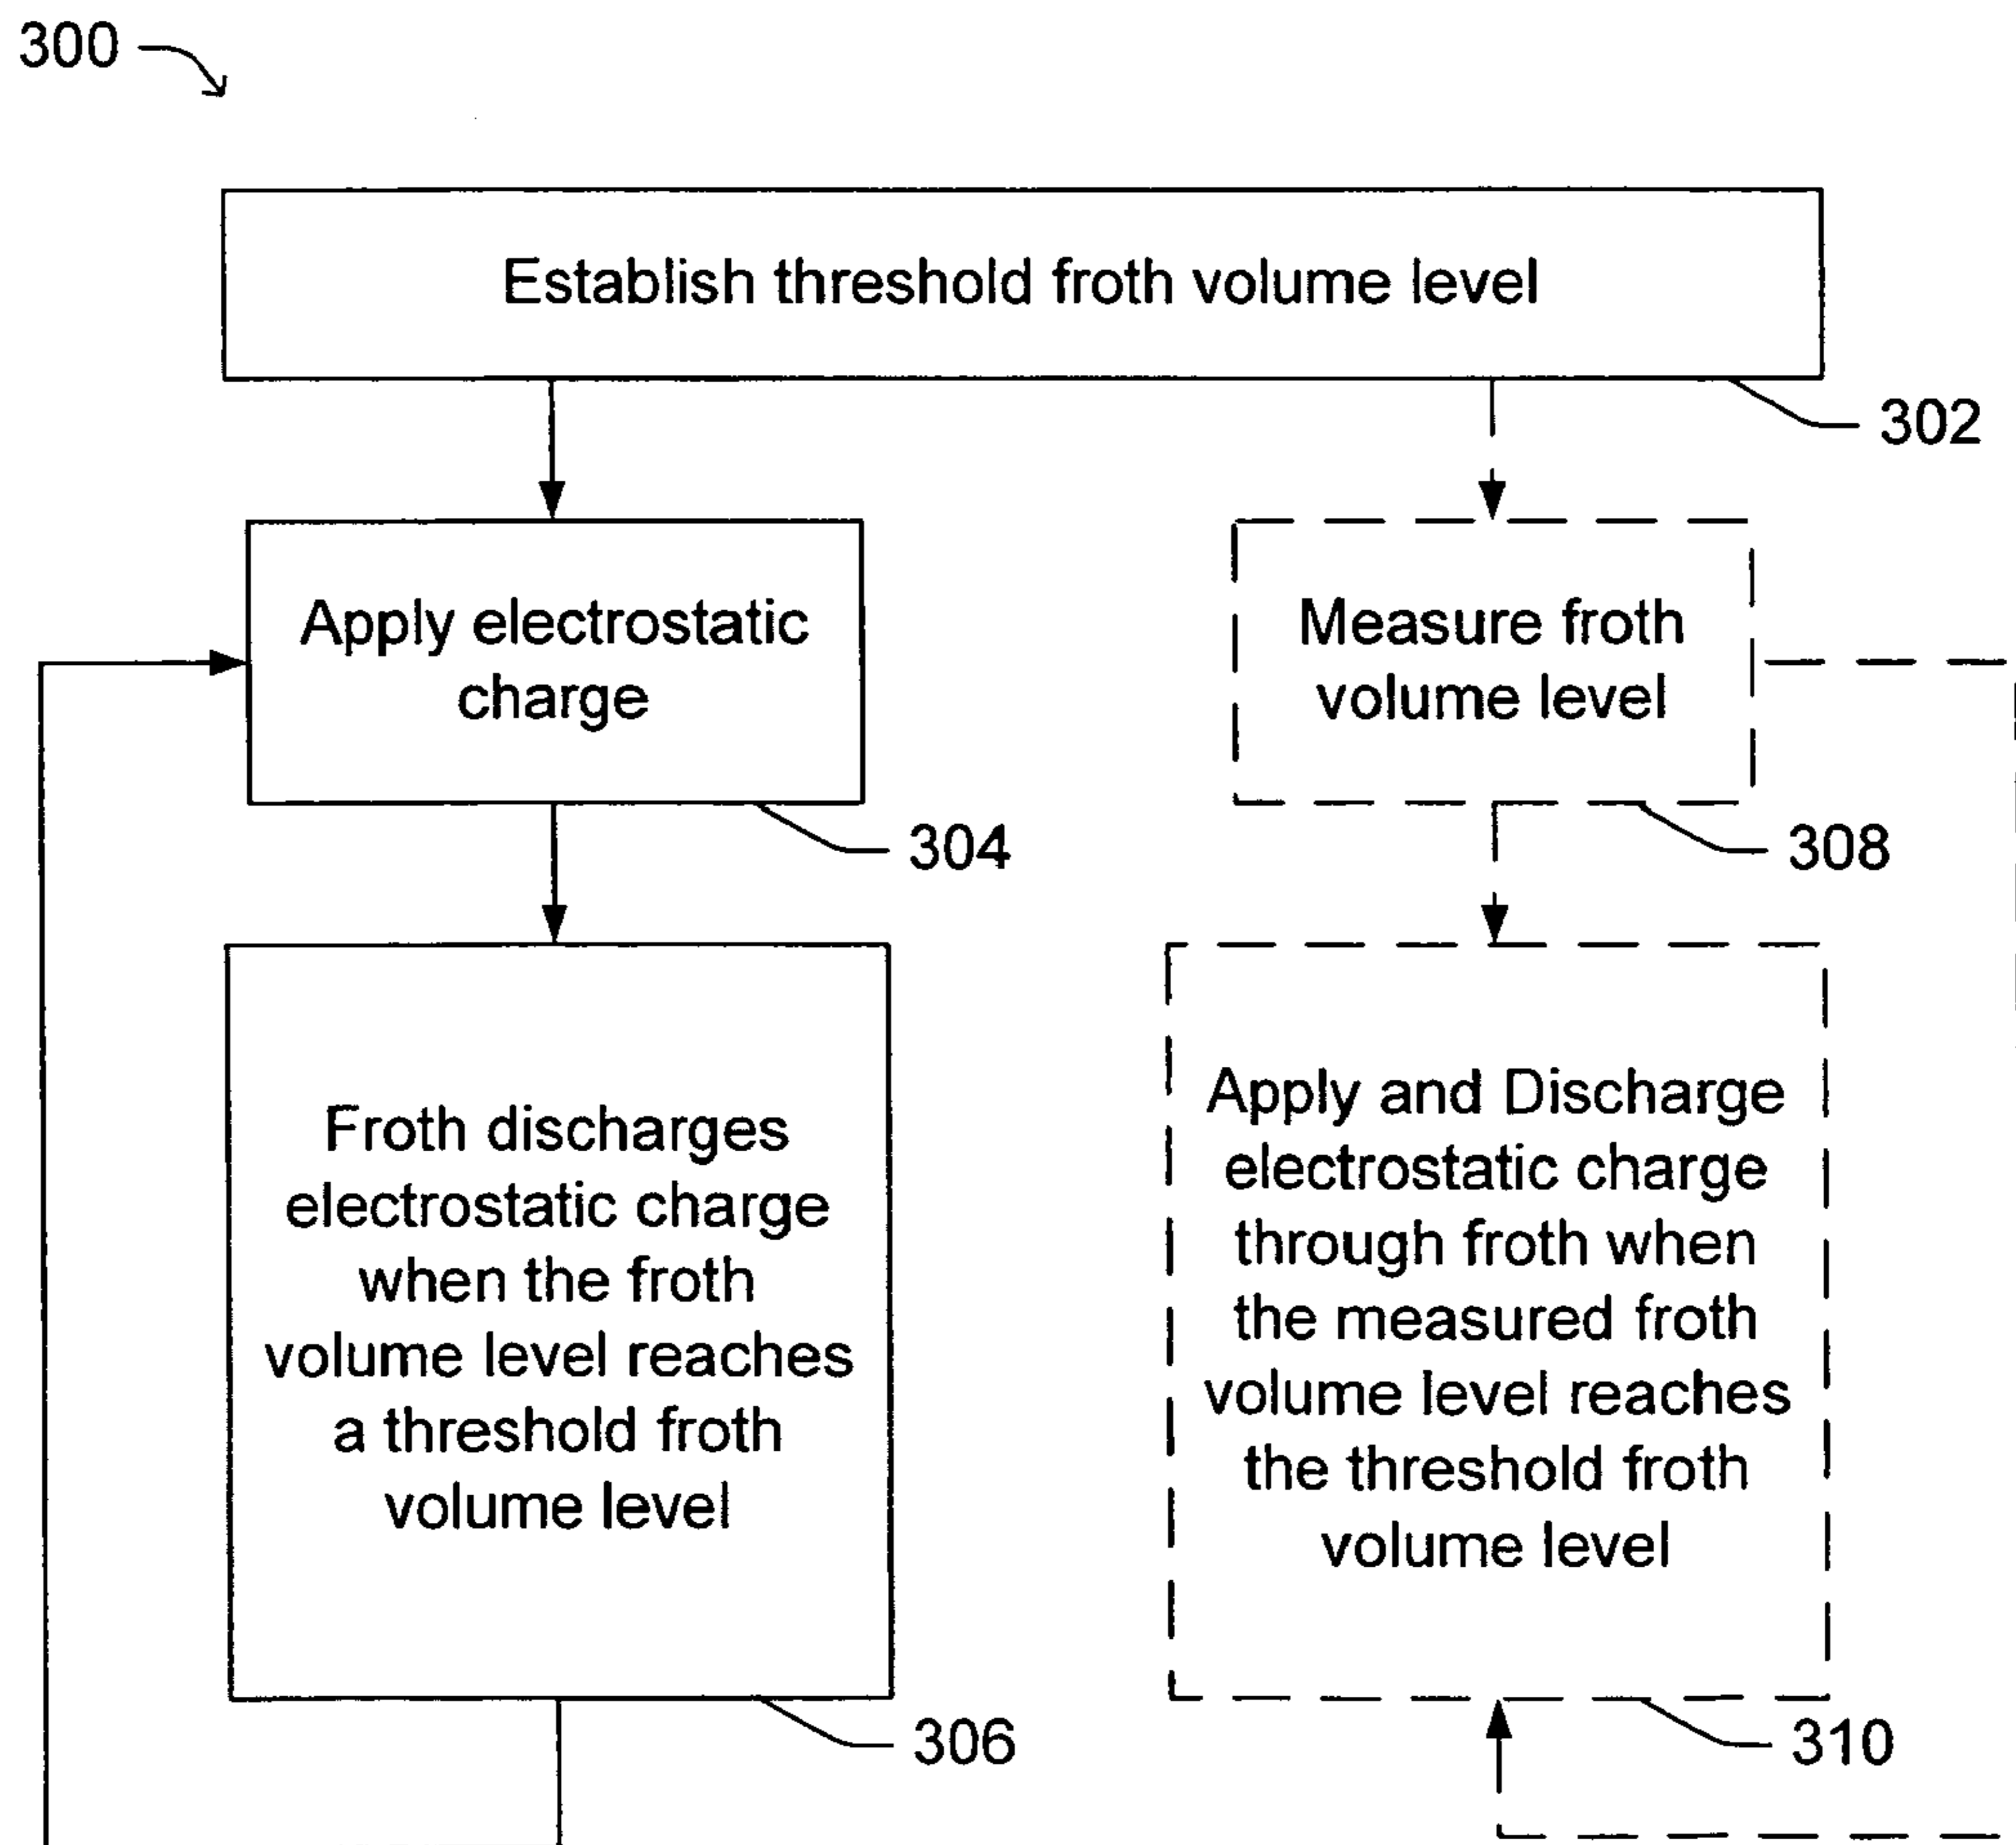 300
Establish threshold froth volume level
302
Apply electrostatic
charge
304
Measure froth
volume level
308
Froth discharges
electrostatic charge
when the froth
volume level reaches
a threshold froth
volume level
306
Apply and Discharge
electrostatic charge
through froth when
the measured froth
volume level reaches
the threshold froth
volume level
310